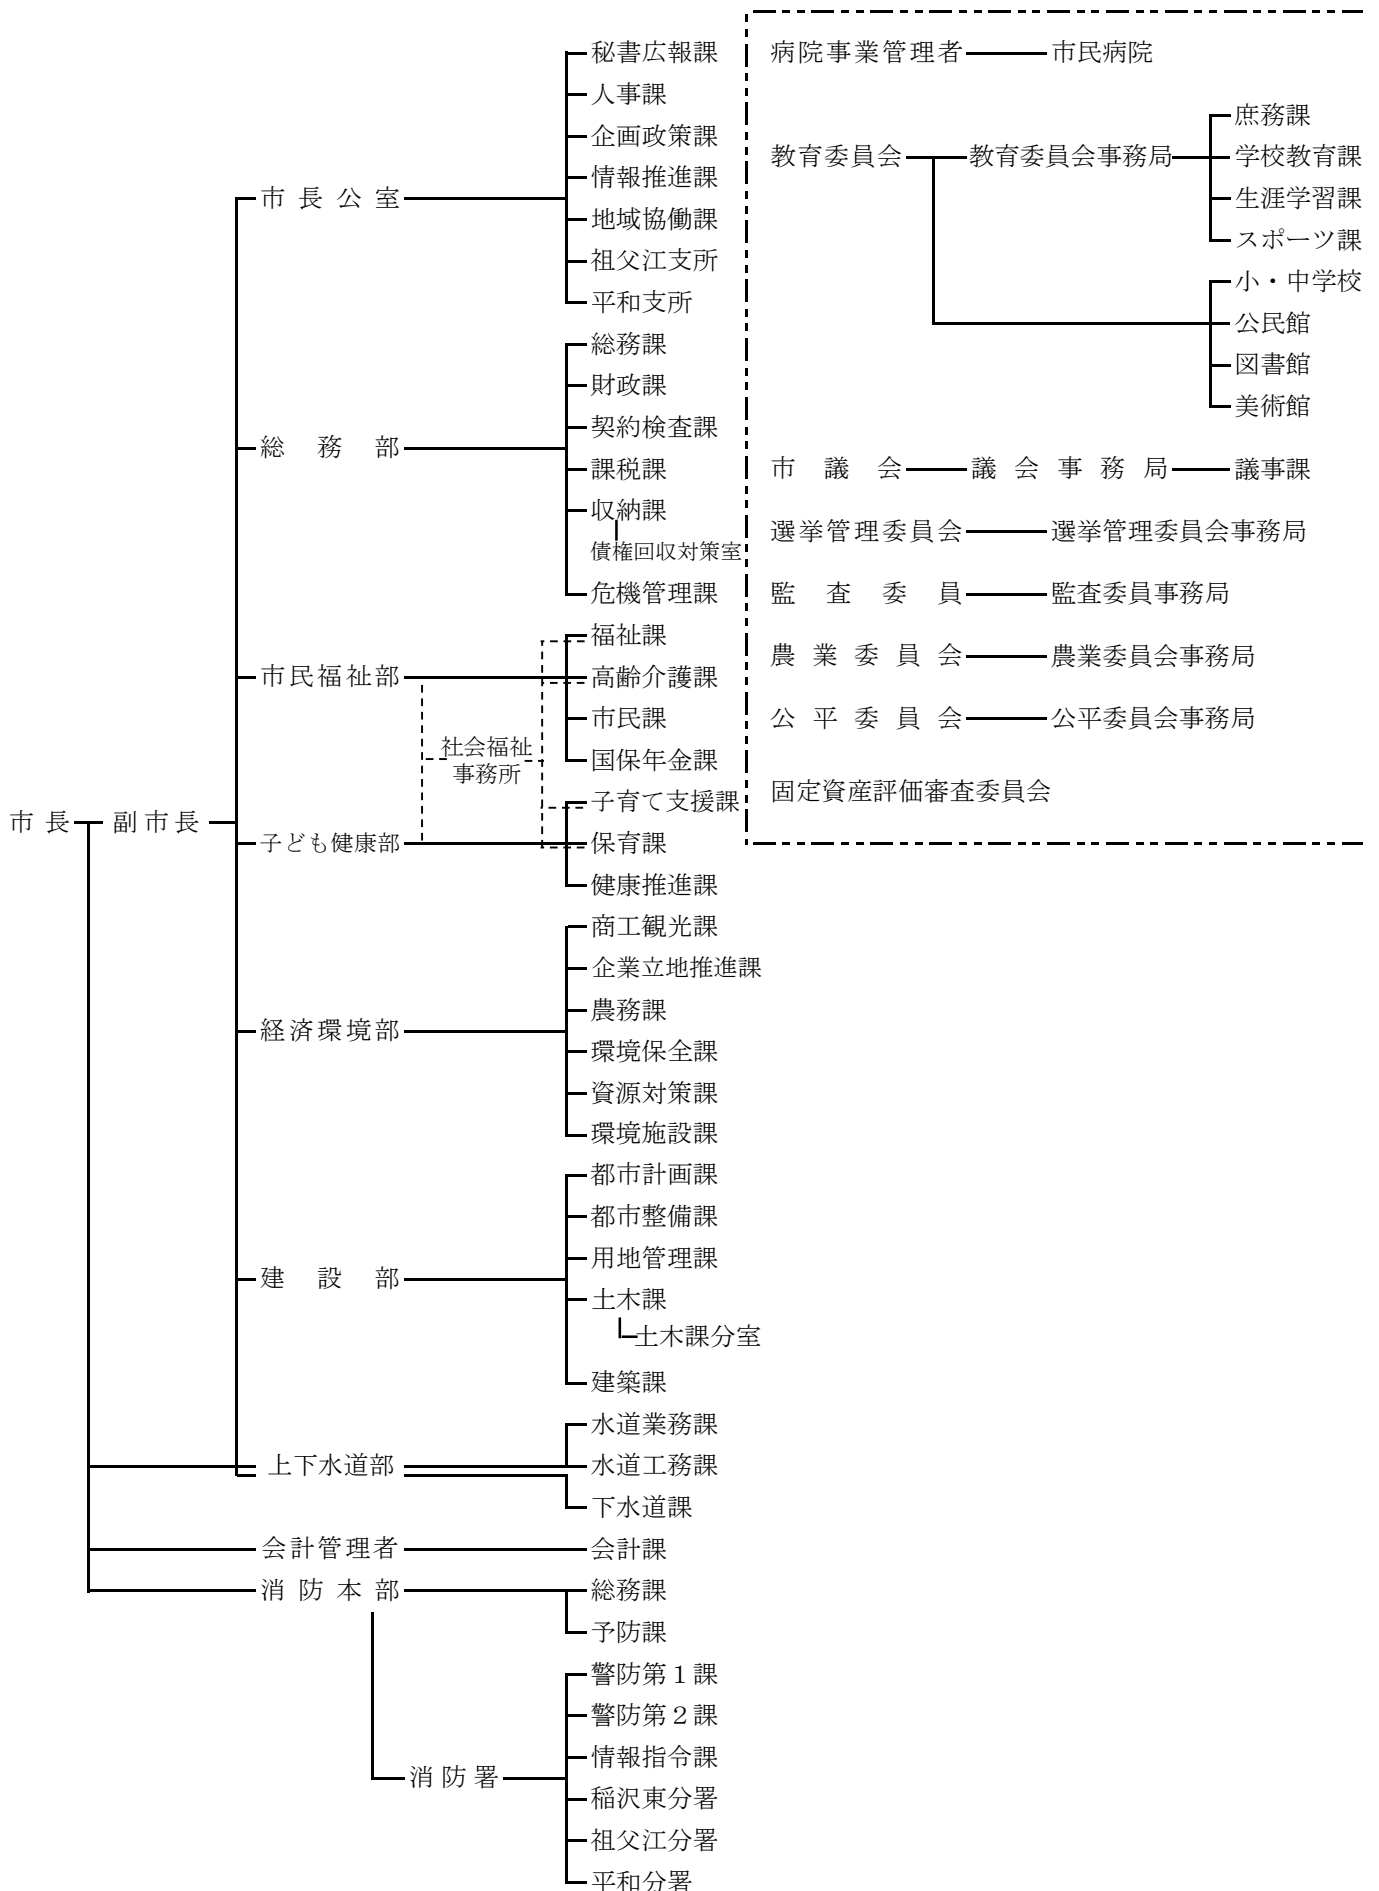 市長
副市長
市長公室
秘書広報課
人事課
企画政策課
情報推進課
地域協働課
祖父江支所
平和支所
総務部
総務課
財政課
契約検査課
課税課
収納課
債権回収対策室
危機管理課
市民福祉部
福祉課
高齢介護課
市民課
国保年金課
社会福祉
事務所
子ども健康部
子育て支援課
保育課
健康推進課
経済環境部
商工観光課
企業立地推進課
農務課
環境保全課
資源対策課
環境施設課
建設部
都市計画課
都市整備課
用地管理課
土木課
土木課分室
建築課
上下水道部
水道業務課
水道工務課
下水道課
会計管理者
会計課
消防本部
総務課
予防課
消防署
警防第１課
警防第２課
情報指令課
稲沢東分署
祖父江分署
平和分署
病院事業管理者
市民病院
教育委員会
教育委員会事務局
庶務課
学校教育課
生涯学習課
スポーツ課
小・中学校
公民館
図書館
美術館
市議会
議会事務局
議事課
選挙管理委員会
選挙管理委員会事務局
監査委員
監査委員事務局
農業委員会
農業委員会事務局
公平委員会
公平委員会事務局
固定資産評価審査委員会